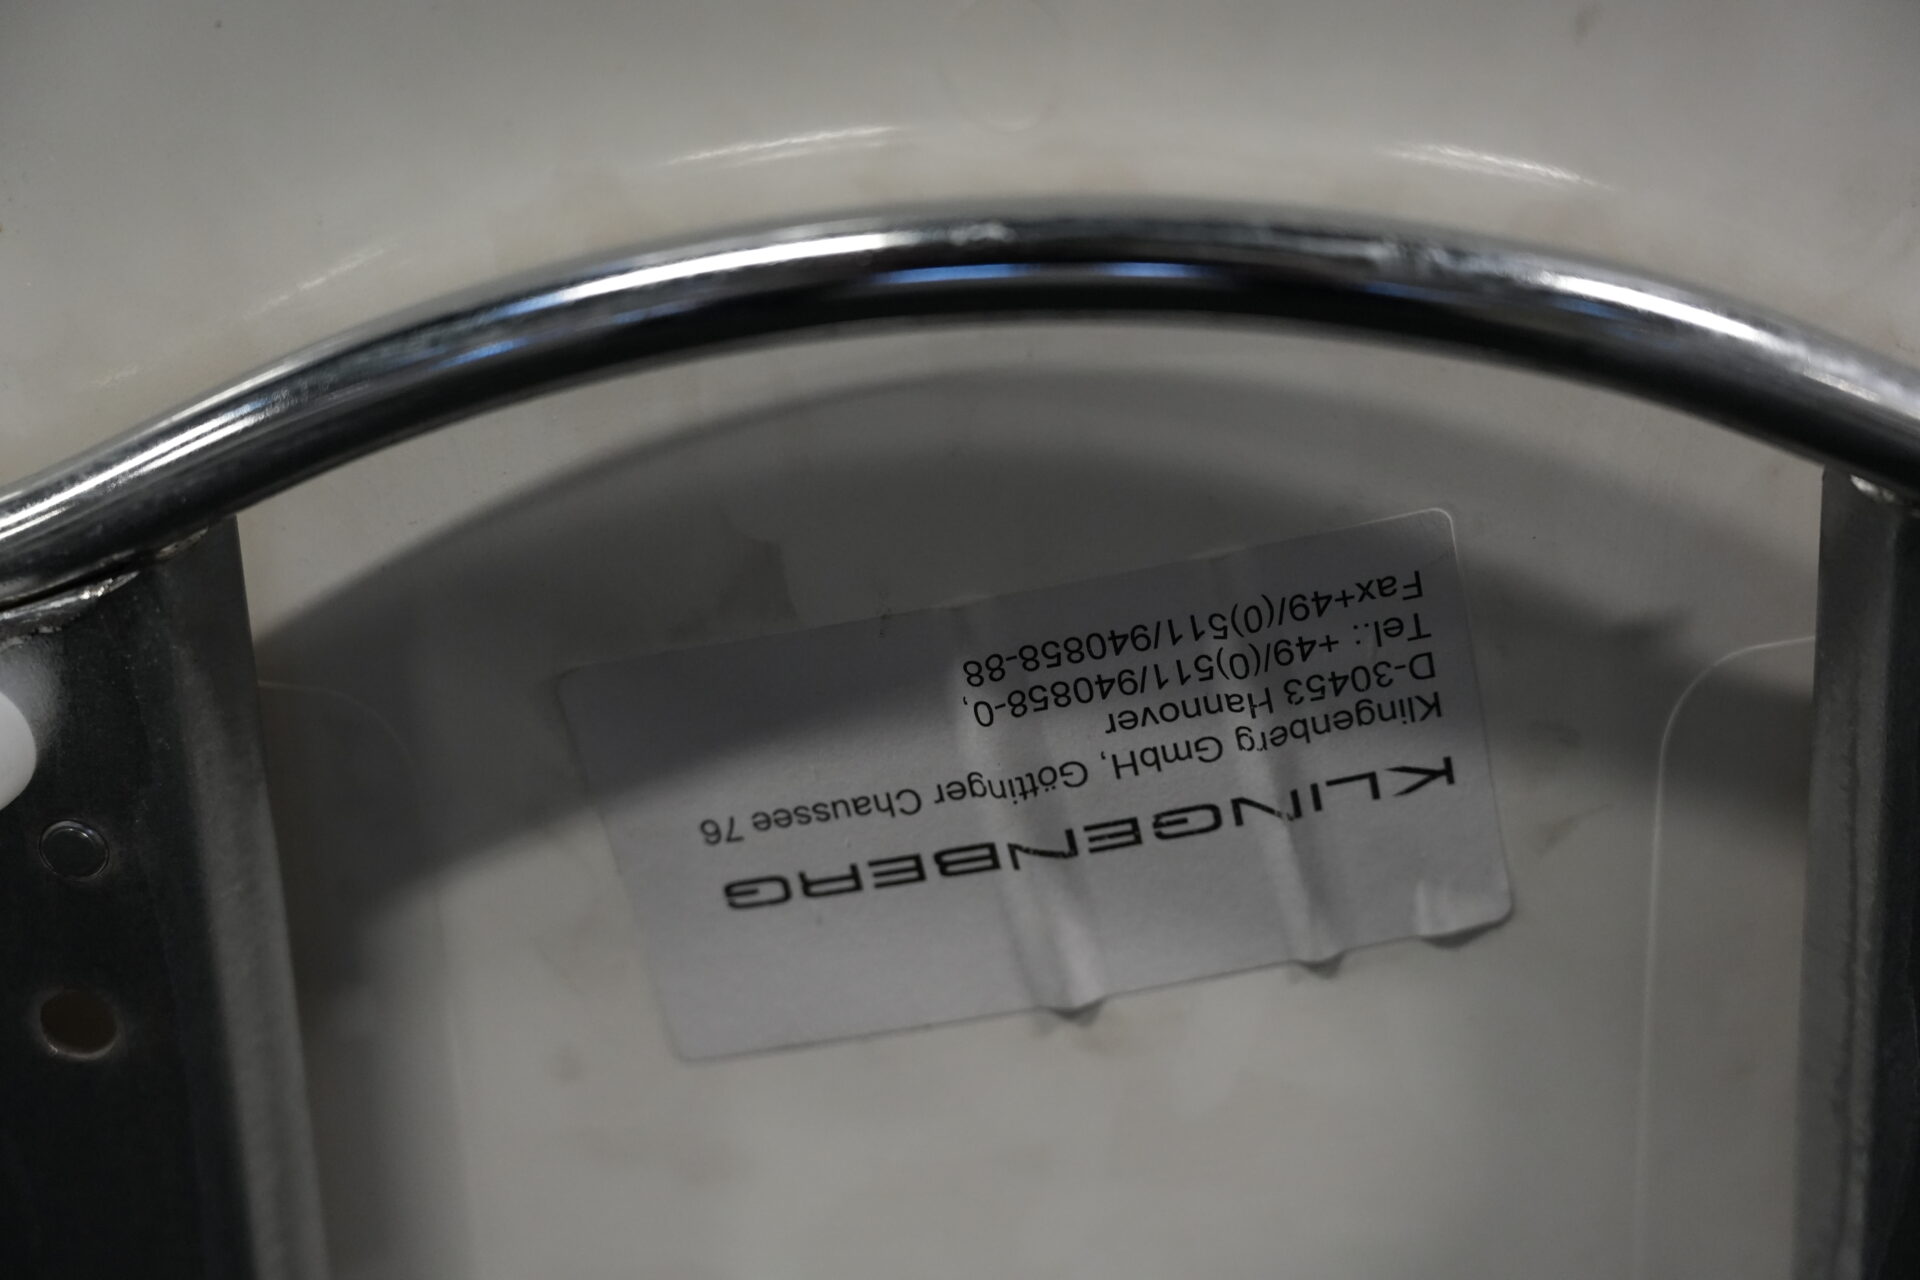 KLINGENBERG
Klingenberg GmbH, Göttinger Chaussee 76
D-30453 Hannover
Tel.: +49/(0)511/940858-0,
Fax+49/(0)511/940858-88